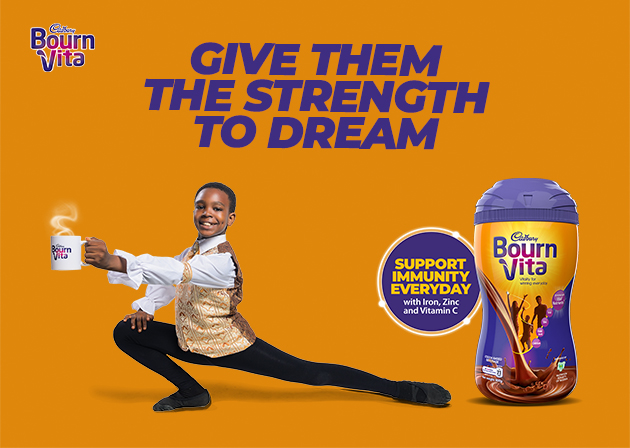 Cadbury
Bourn
Vita
GIVE THEM
THE STRENGTH
TO DREAM
Cadbury
Bourn
Vita
SUPPORT
IMMUNITY
EVERYDAY
with Iron, Zinc
and Vitamin C
Cadbury
Bourn
Vita